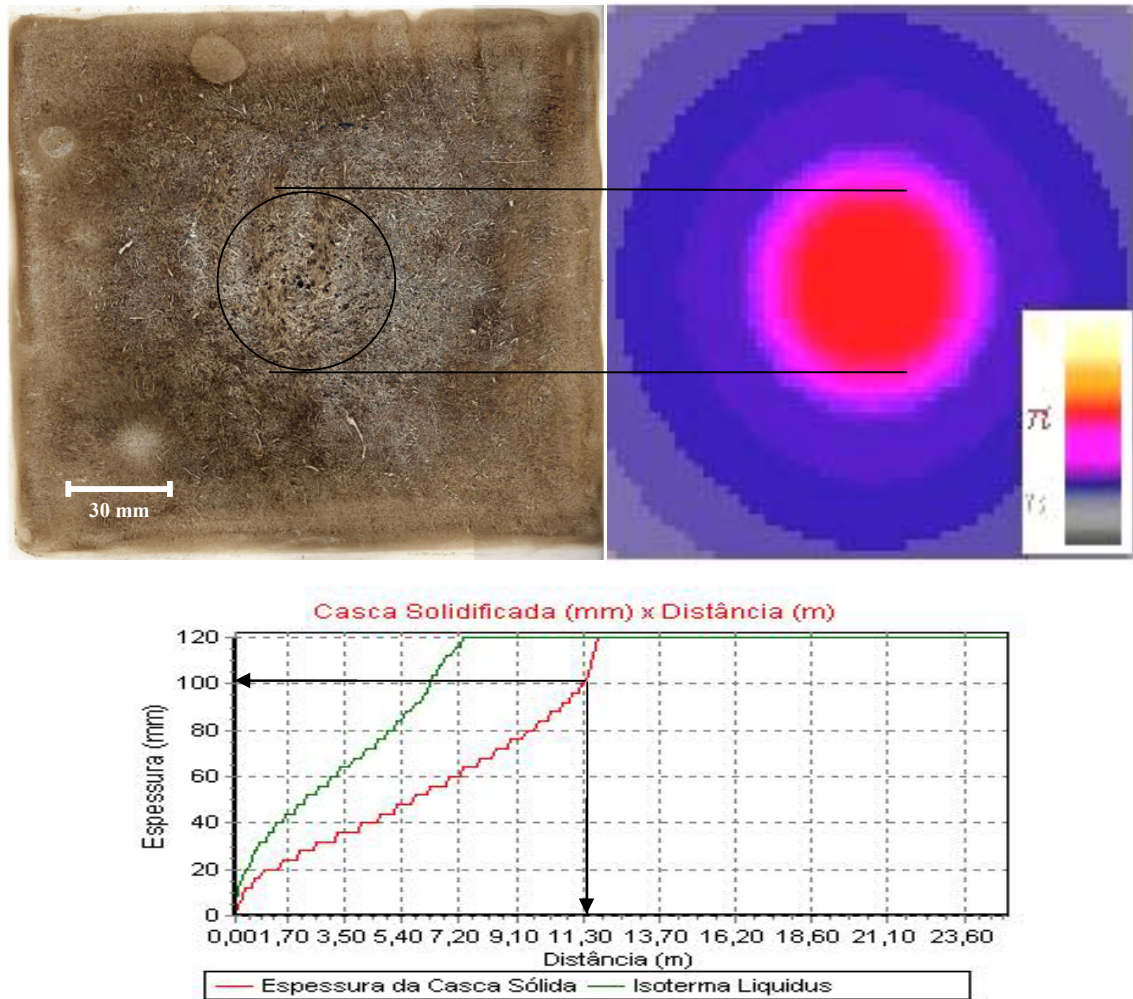 30 mm
π
Casca Solidificada (mm) x Distância (m)
Espessura (mm)
120
100
80
60
40
20
0
0,00 1,70 3,50 5,40 7,20 9,10 11,30 13,70 16,20 18,60 21,10 23,60
Distância (m)
Espessura da Casca Sólida Isoterma Liquidus